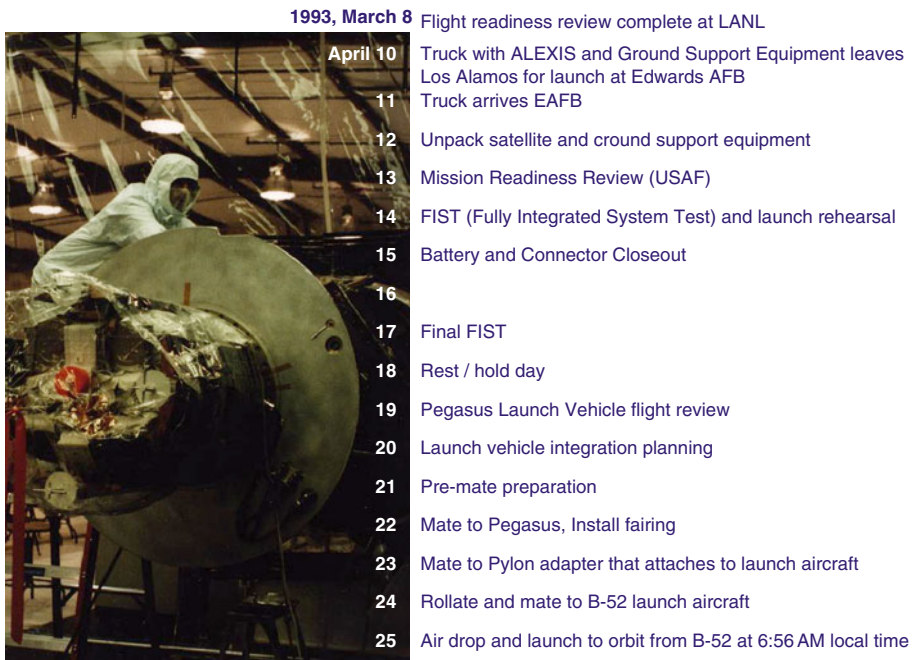 1993, March 8 Flight readiness review complete at LANL
April 10 Truck with ALEXIS and Ground Support Equipment leaves
Los Alamos for launch at Edwards AFB
11 Truck arrives EAFB
12 Unpack satellite and cround support equipment
13 Mission Readiness Review (USAF)
14 FIST (Fully Integrated System Test) and launch rehearsal
15 Battery and Connector Closeout
16
17 Final FIST
18 Rest / hold day
19 Pegasus Launch Vehicle flight review
20 Launch vehicle integration planning
21 Pre-mate preparation
22 Mate to Pegasus, Install fairing
23 Mate to Pylon adapter that attaches to launch aircraft
24 Rollate and mate to B-52 launch aircraft
25 Air drop and launch to orbit from B-52 at 6:56 AM local time